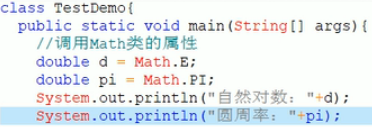 class TestDemo{
public static void main(String[] args){
//调用Math类的属性
double d = Math.E;
double pi = Math.PI;
System.out.println("自然对数："+d);
System.out.println("圆周率："+pi);